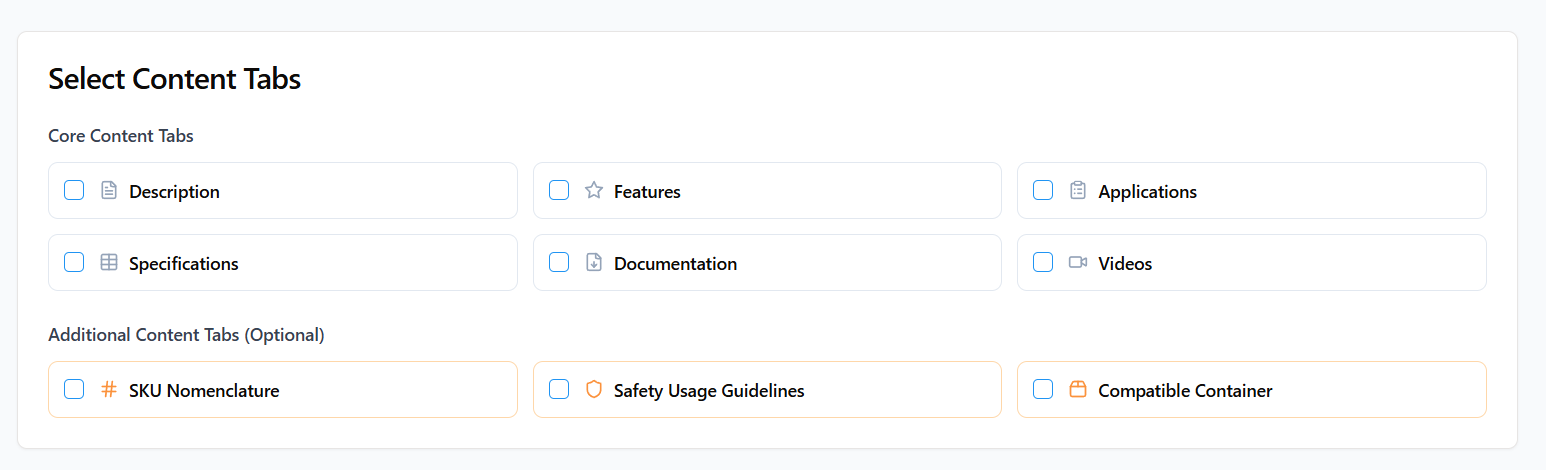 Select Content Tabs
Core Content Tabs
Description
Features
Applications
Specifications
Documentation
Videos
Additional Content Tabs (Optional)
SKU Nomenclature
Safety Usage Guidelines
Compatible Container